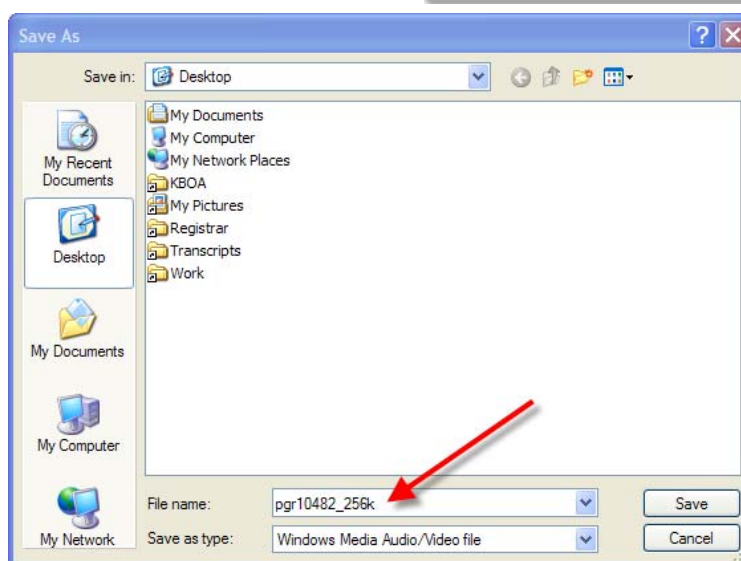 Save As
Save in: Desktop
My Recent
Documents
Desktop
My Documents
My Computer
My Network
My Documents
My Computer
My Network Places
KBOA
My Pictures
Registrar
Transcripts
Work
File name: pgr10482_256k Save
Save as type: Windows Media Audio/Video file Cancel